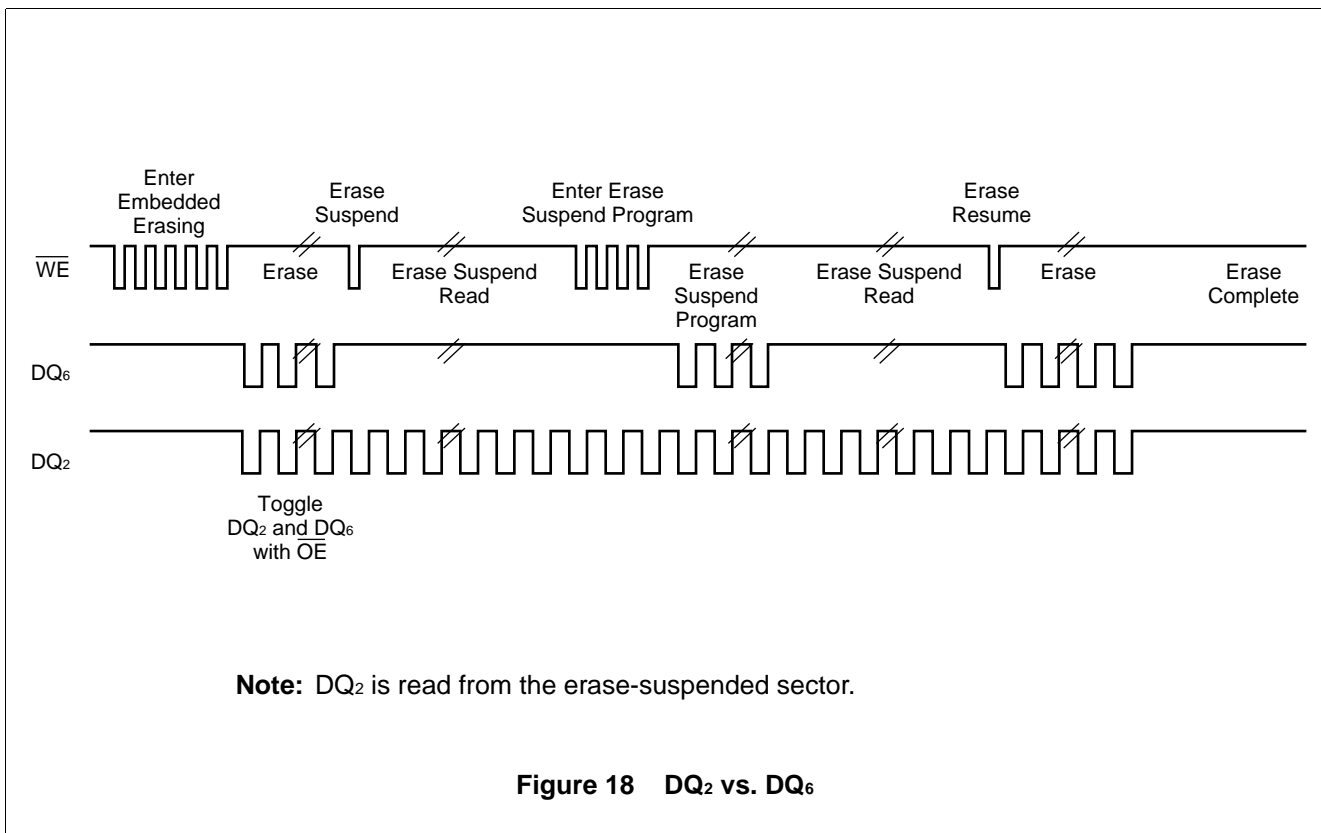 Enter
Embedded
Erasing
Erase
Suspend
Enter Erase
Suspend Program
Erase
Resume
WE
Erase
Erase Suspend
Read
Erase
Suspend
Program
Erase Suspend
Read
Erase
Erase
Complete
DQ6
DQ2
Toggle
DQ2 and DQ6
with OE
Note: DQ2 is read from the erase-suspended sector.
Figure 18 DQ2 vs. DQ6